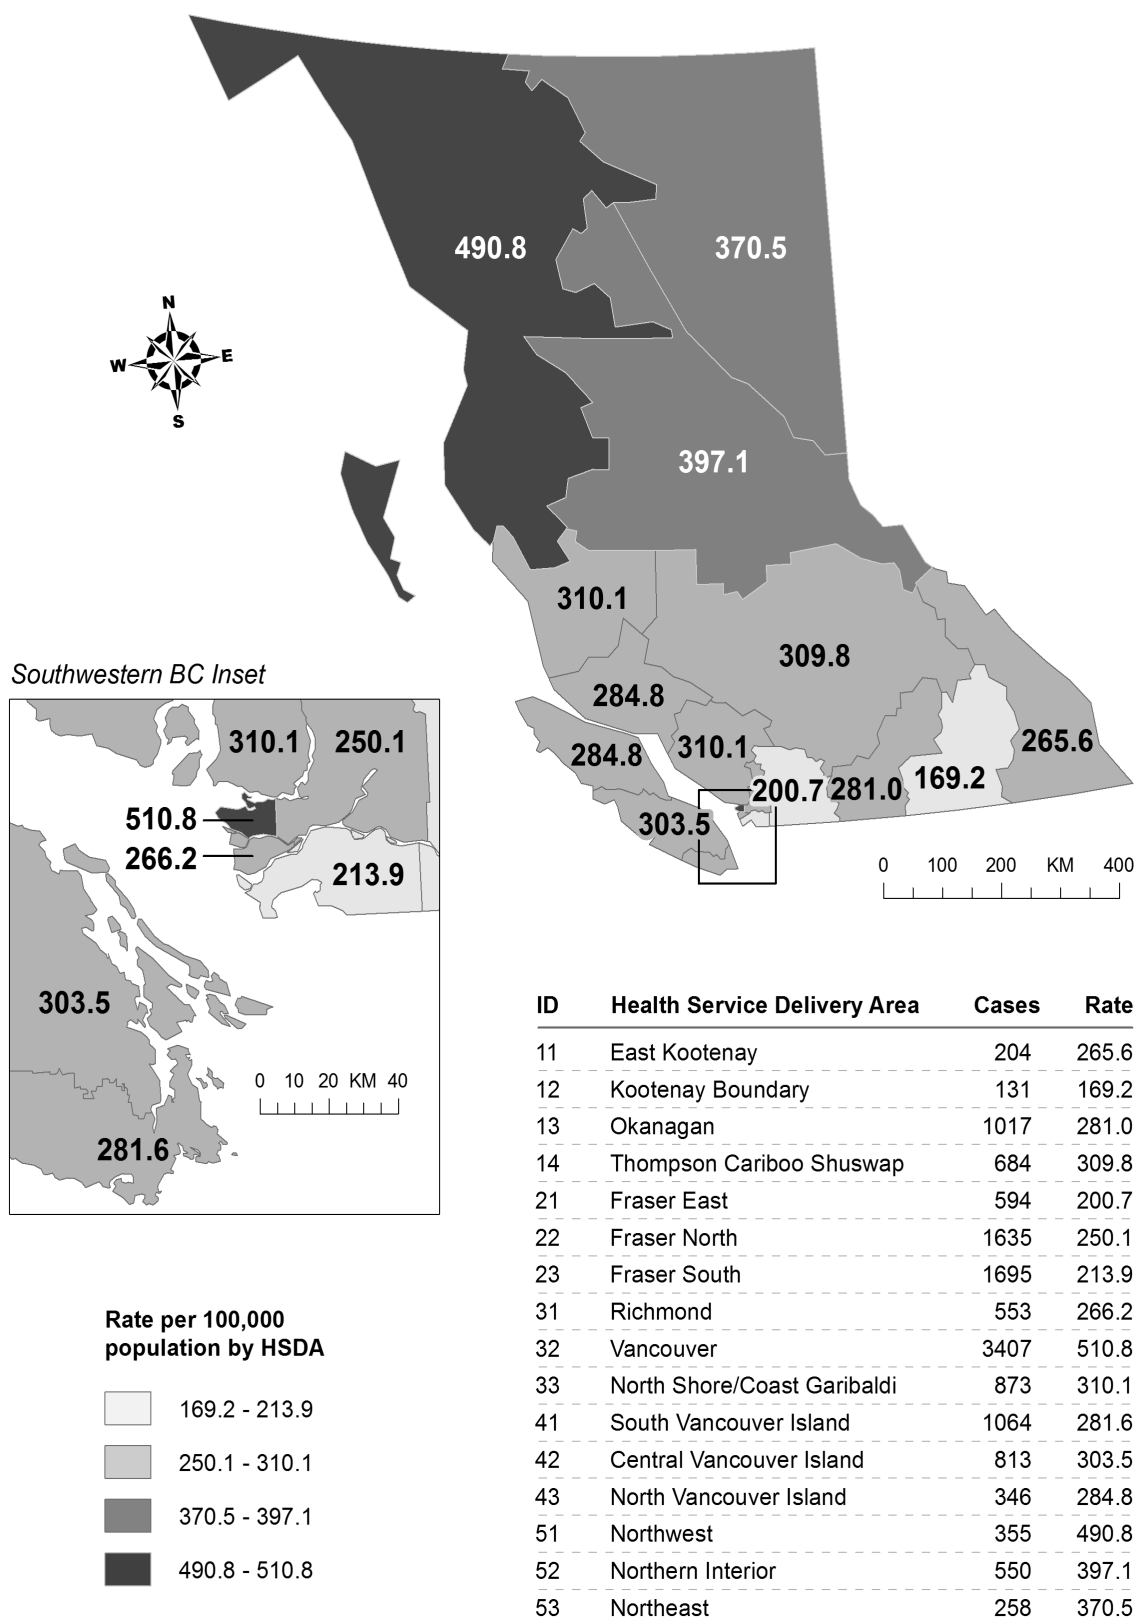 490.8
370.5
N
W
E
S
397.1
310.1
309.8
Southwestern BC Inset
284.8
310.1
250.1
310.1
265.6
284.8
169.2
200.7
281.0
510.8
303.5
266.2
213.9
0 100 200 KM 400
303.5
0 10 20 KM 40
281.6
ID Health Service Delivery Area Cases Rate
11 East Kootenay 204 265.6
12 Kootenay Boundary 131 169.2
13 Okanagan 1017 281.0
14 Thompson Cariboo Shuswap 684 309.8
21 Fraser East 594 200.7
22 Fraser North 1635 250.1
23 Fraser South 1695 213.9
31 Richmond 553 266.2
32 Vancouver 3407 510.8
33 North Shore/Coast Garibaldi 873 310.1
41 South Vancouver Island 1064 281.6
42 Central Vancouver Island 813 303.5
43 North Vancouver Island 346 284.8
51 Northwest 355 490.8
52 Northern Interior 550 397.1
53 Northeast 258 370.5
Rate per 100,000
population by HSDA
169.2 - 213.9
250.1 - 310.1
370.5 - 397.1
490.8 - 510.8